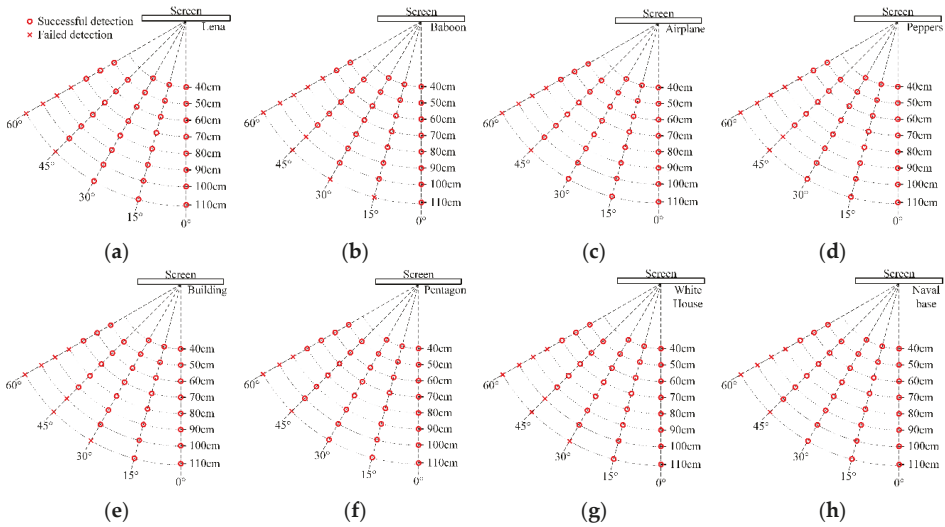 Screen
Lena
Successful detection
Failed detection
40cm
50cm
60cm
70cm
80cm
90cm
100cm
110cm
60°
45°
30°
15°
0°
(a)
Screen
Baboon
40cm
50cm
60cm
70cm
80cm
90cm
100cm
110cm
60°
45°
30°
15°
0°
(b)
Screen
Airplane
40cm
50cm
60cm
70cm
80cm
90cm
100cm
110cm
60°
45°
30°
15°
0°
(c)
Screen
Peppers
40cm
50cm
60cm
70cm
80cm
90cm
100cm
110cm
60°
45°
30°
15°
0°
(d)
Screen
Building
40cm
50cm
60cm
70cm
80cm
90cm
100cm
110cm
60°
45°
30°
15°
0°
(e)
Screen
Pentagon
40cm
50cm
60cm
70cm
80cm
90cm
100cm
110cm
60°
45°
30°
15°
0°
(f)
Screen
White
House
40cm
50cm
60cm
70cm
80cm
90cm
100cm
110cm
60°
45°
30°
15°
0°
(g)
Screen
Naval
base
40cm
50cm
60cm
70cm
80cm
90cm
100cm
110cm
60°
45°
30°
15°
0°
(h)